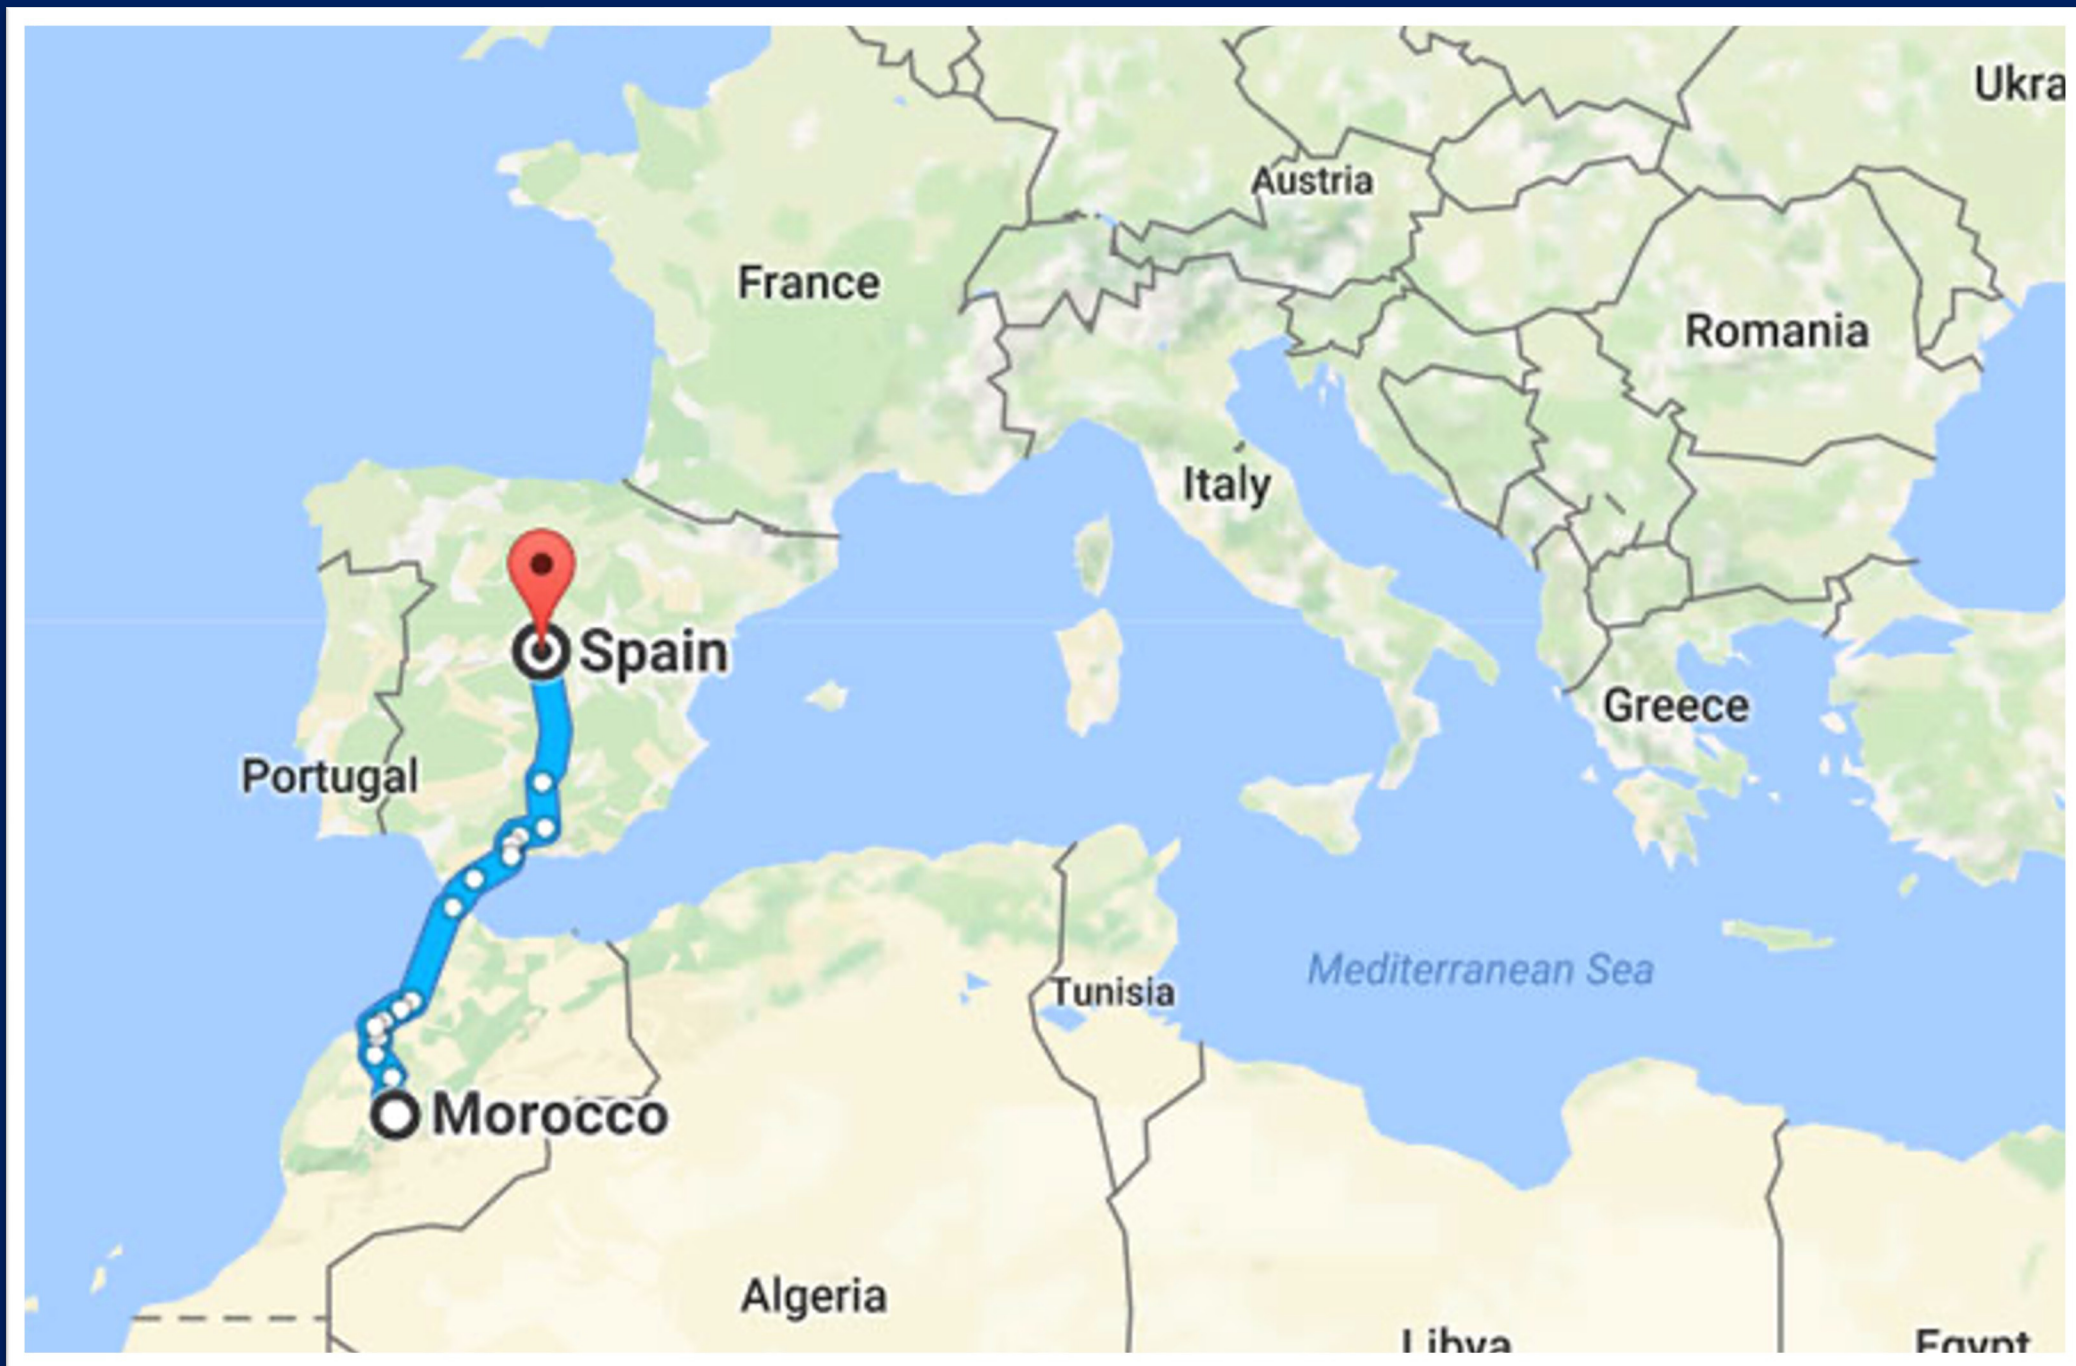 Ukra
Austria
France
Romania
Italy
Spain
Greece
Portugal
Mediterranean Sea
Tunisia
Morocco
Algeria
Libya
Egypt